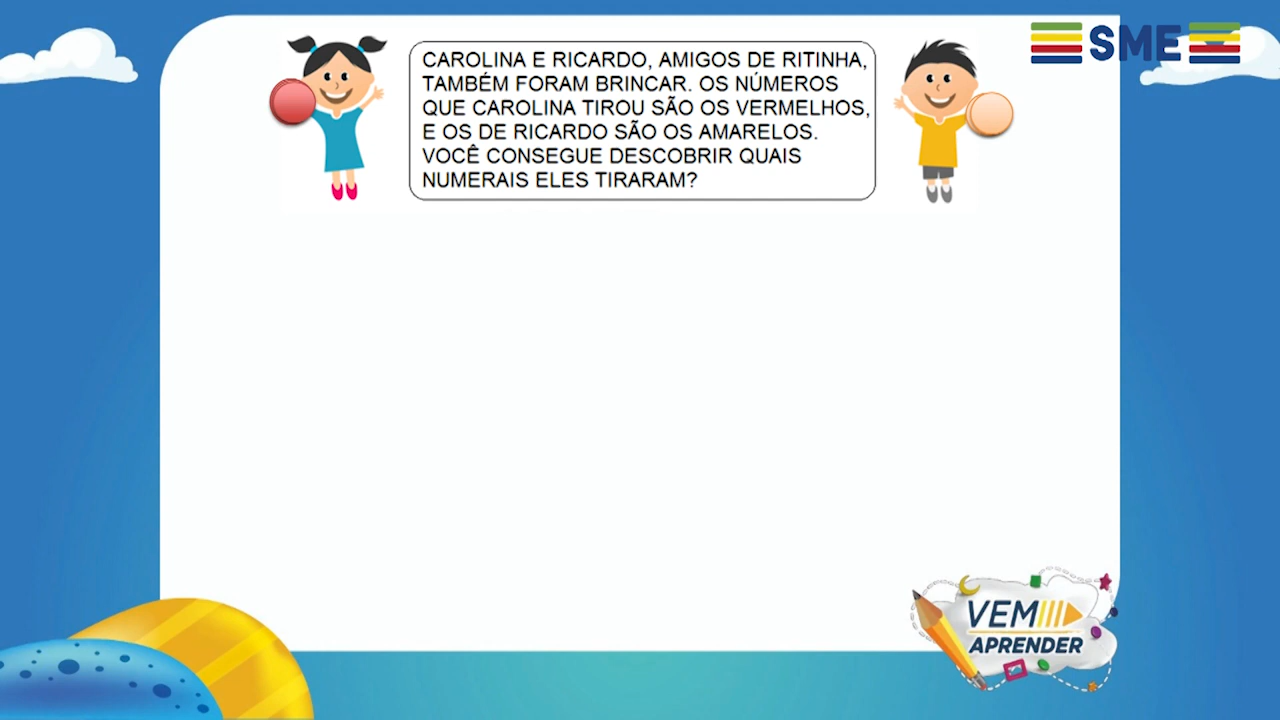 SME
CAROLINA E RICARDO, AMIGOS DE RITINHA,
TAMBÉM FORAM BRINCAR. OS NÚMEROS
QUE CAROLINA TIROU SÃO OS VERMELHOS,
E OS DE RICARDO SÃO OS AMARELOS.
VOCÊ CONSEGUE DESCOBRIR QUAIS
NUMERAIS ELES TIRARAM?
VEM
APRENDER